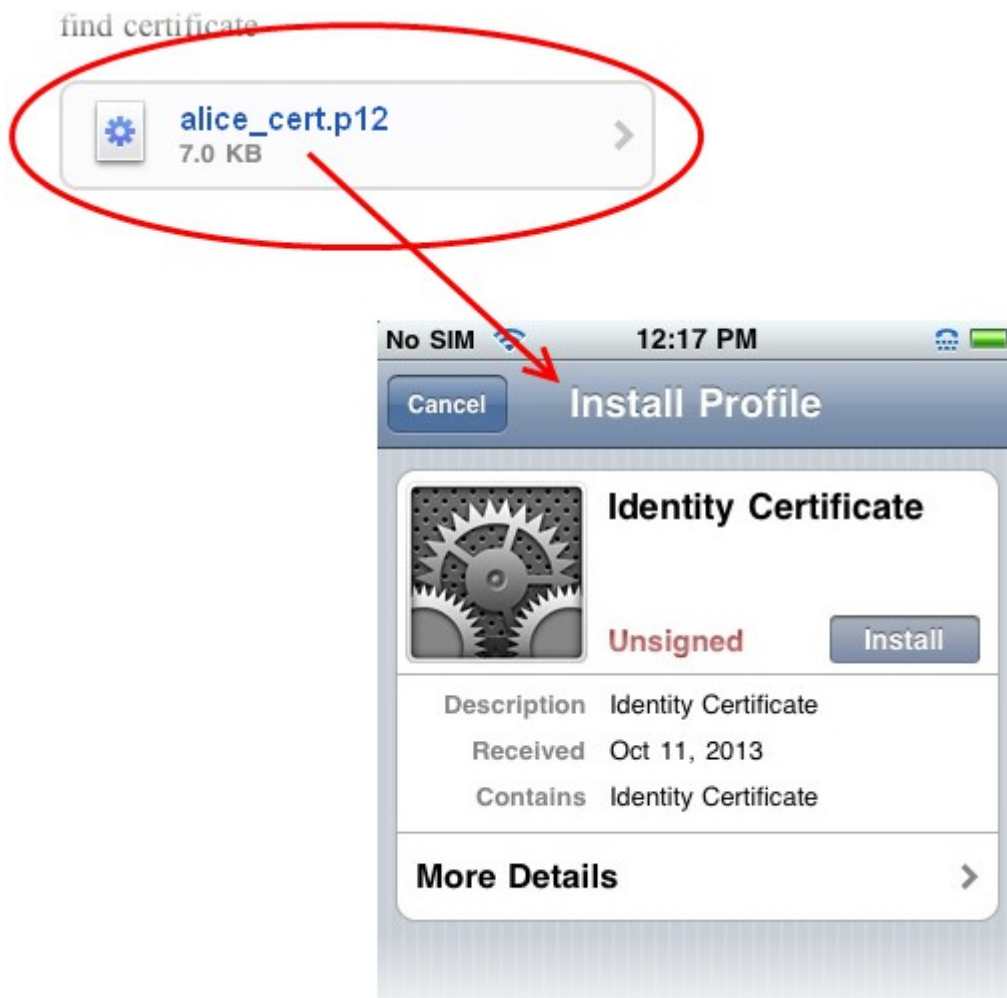 find certificate
alice_cert.p12
7.0 KB
No SIM 12:17 PM
Cancel Install Profile
Identity Certificate
Unsigned Install
Description Identity Certificate
Received Oct 11, 2013
Contains Identity Certificate
More Details